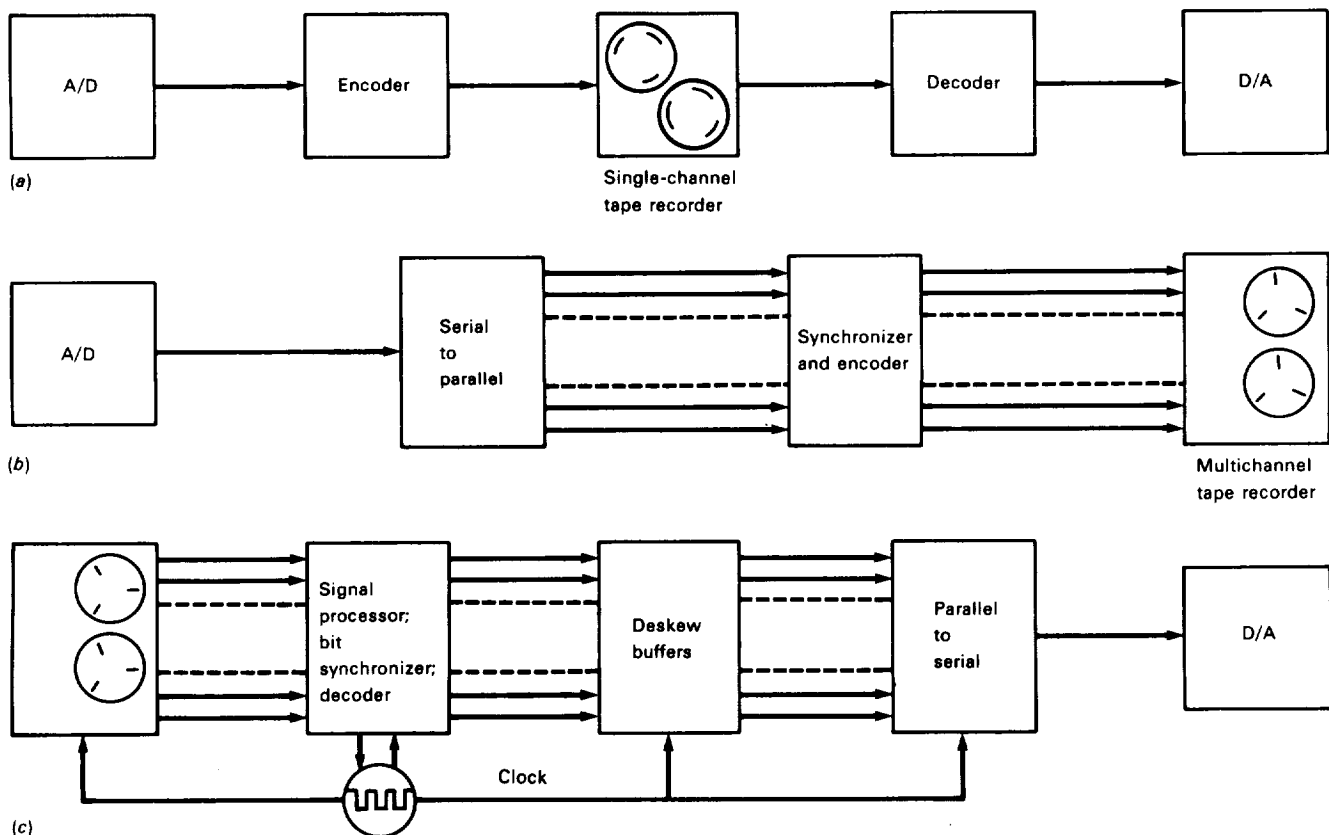 A/D
Encoder
Decoder
D/A
Single-channel
tape recorder
(a)
A/D
Serial
to
parallel
Synchronizer
and encoder
Multichannel
tape recorder
(b)
Signal
processor;
bit
synchronizer;
decoder
Deskew
buffers
Parallel
to
serial
D/A
Clock
(c)